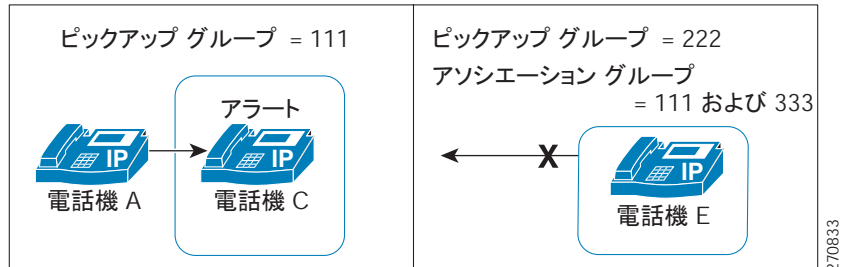 ピックアップ グループ = 111
アラート
IP
IP
電話機 A
電話機 C
ピックアップ グループ = 222
アソシエーション グループ
= 111 および 333
X
IP
電話機 E
270833